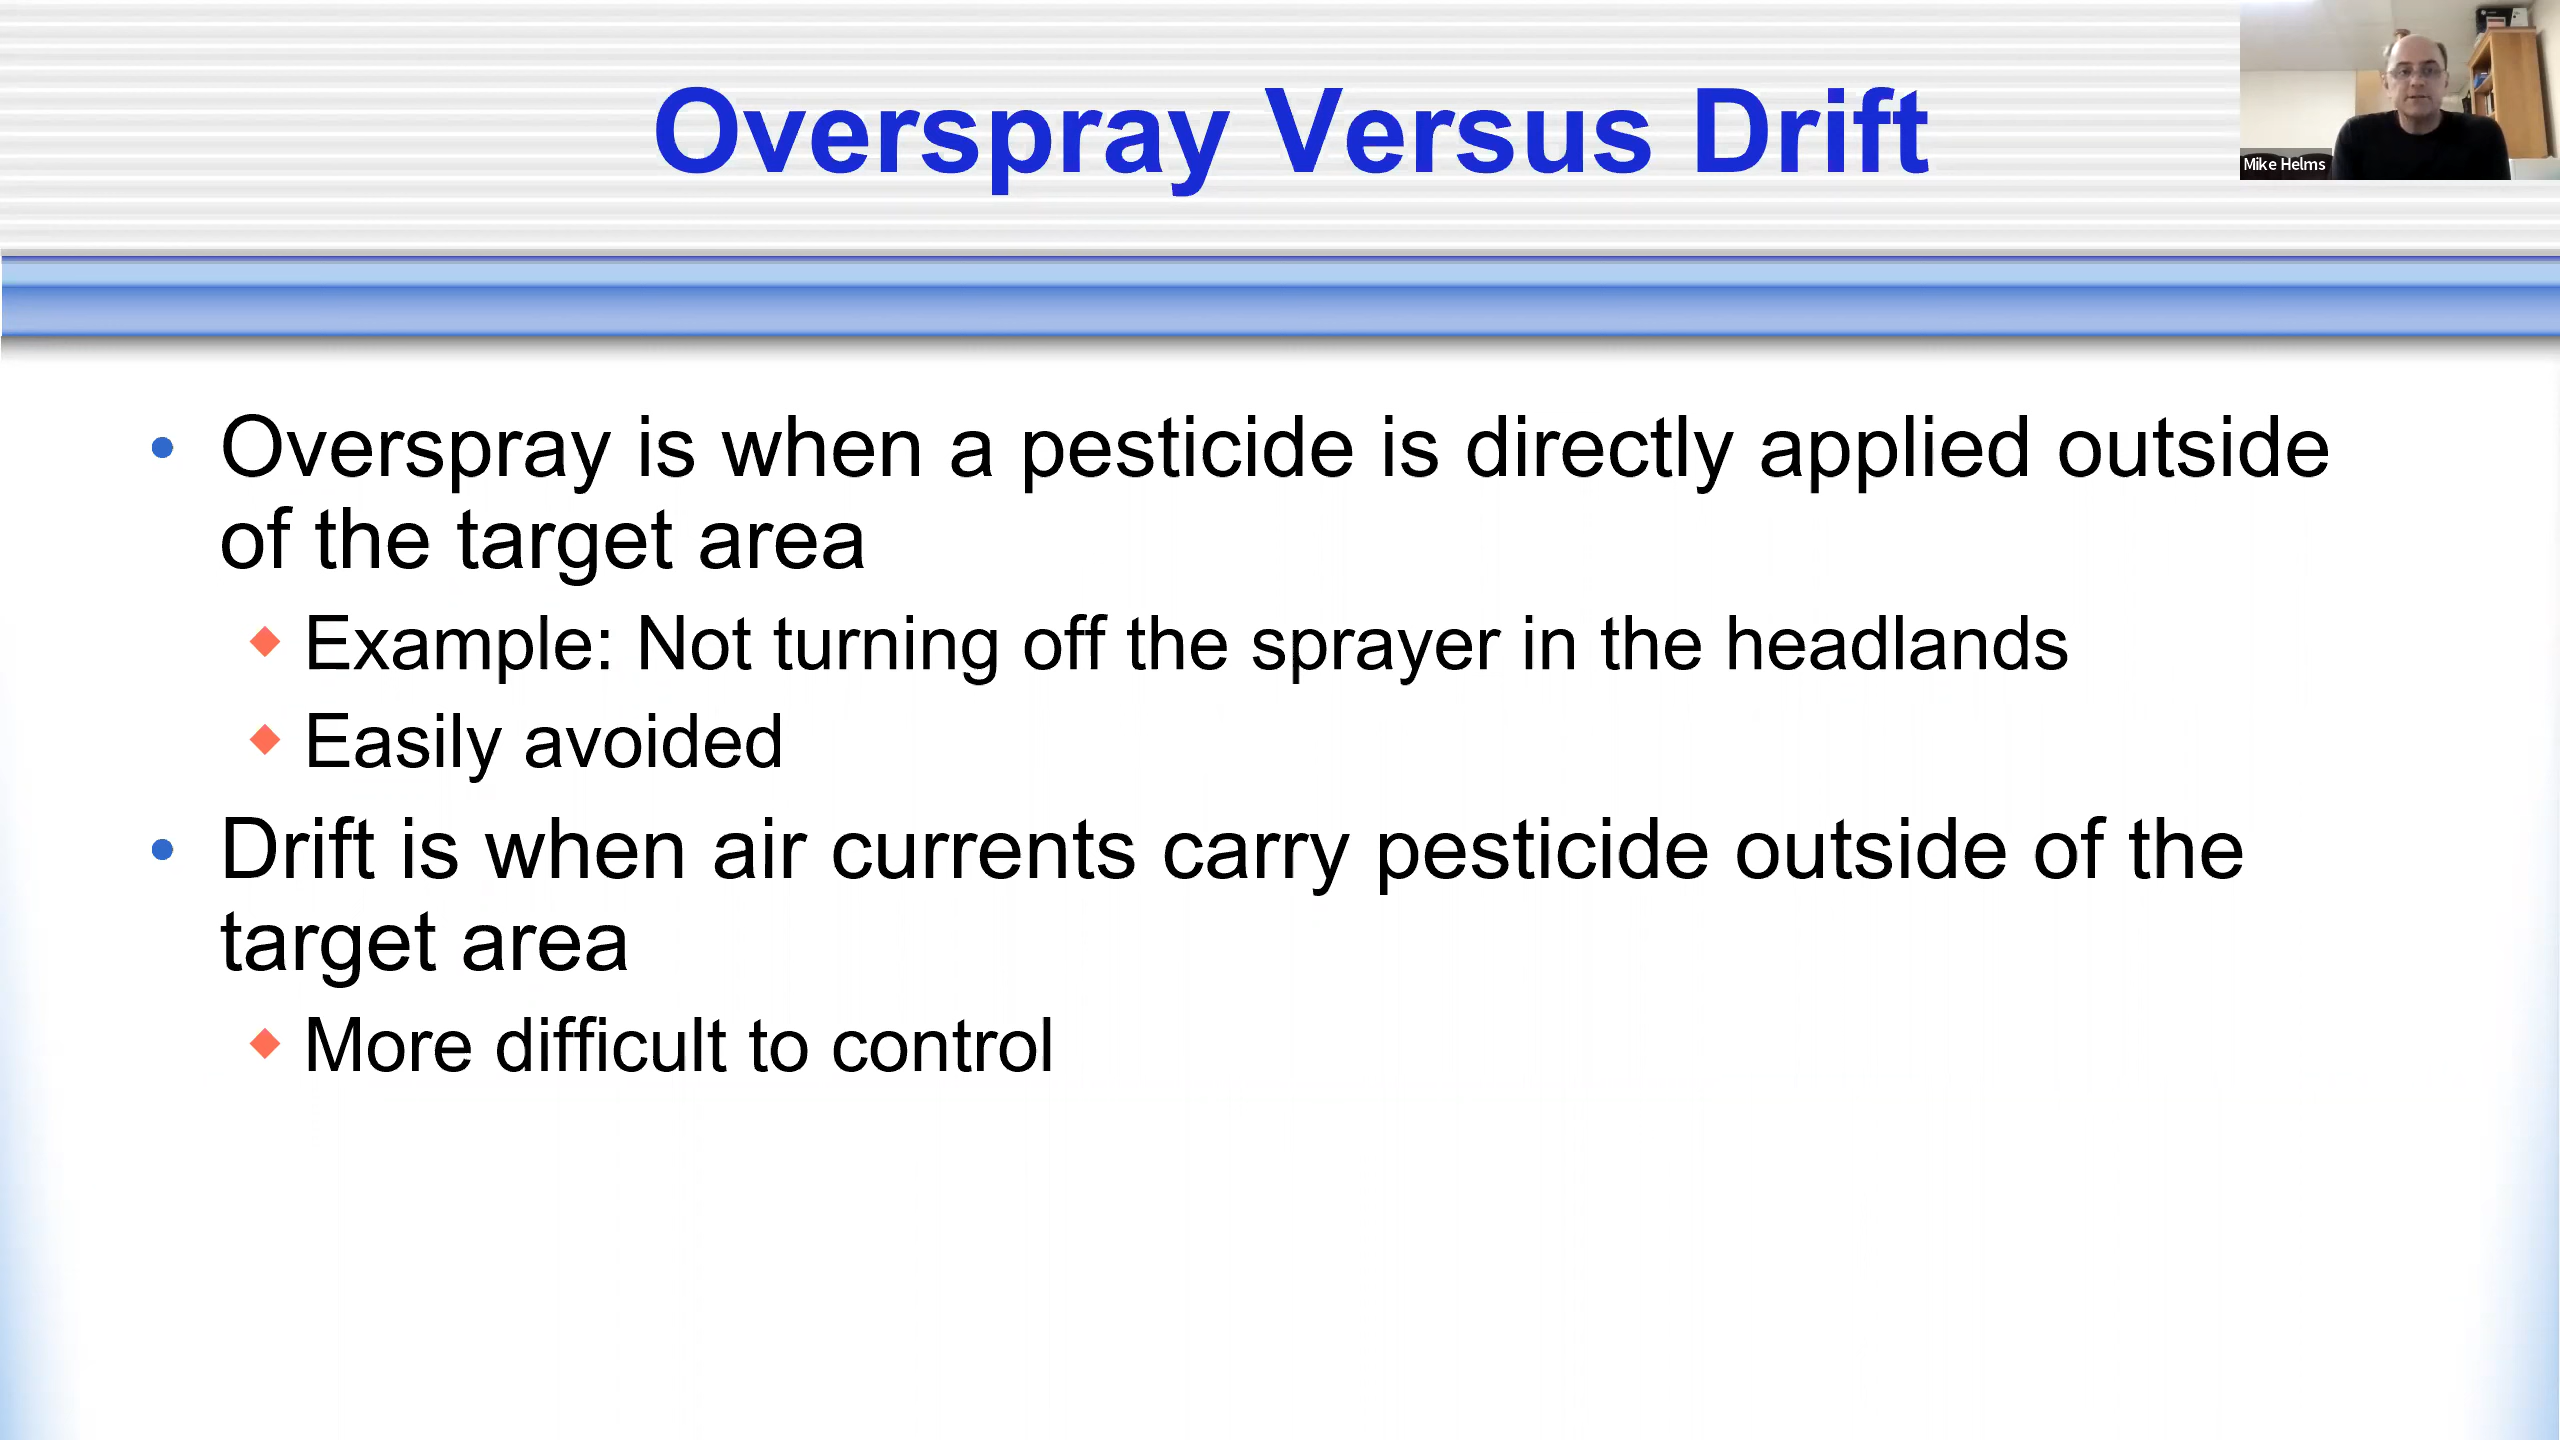 Overspray Versus Drift
Mike Helms
• Overspray is when a pesticide is directly applied outside
of the target area
◆ Example: Not turning off the sprayer in the headlands
◆ Easily avoided
• Drift is when air currents carry pesticide outside of the
target area
◆ More difficult to control